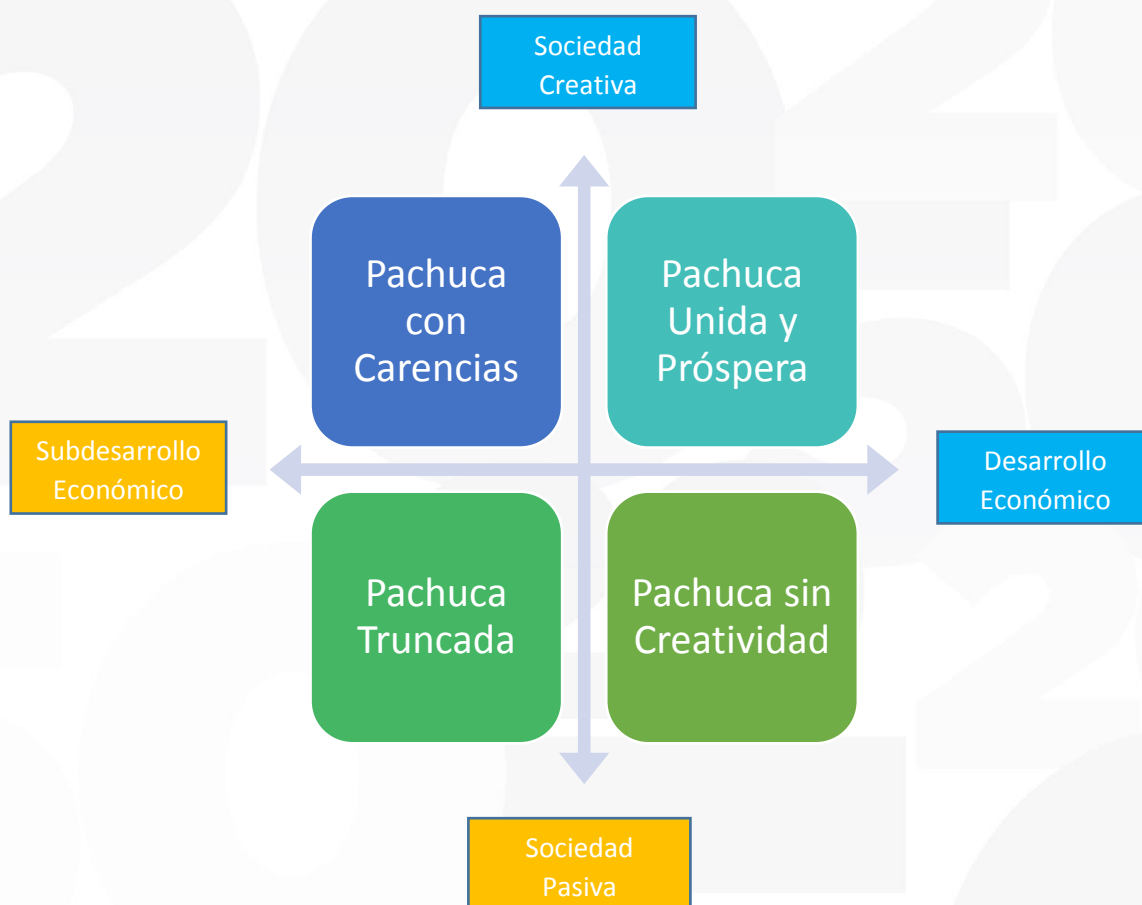 Sociedad
Creativa
Pachuca
con
Carencias
Pachuca
Unida y
Próspera
Subdesarrollo
Económico
Desarrollo
Económico
Pachuca
Truncada
Pachuca sin
Creatividad
Sociedad
Pasiva